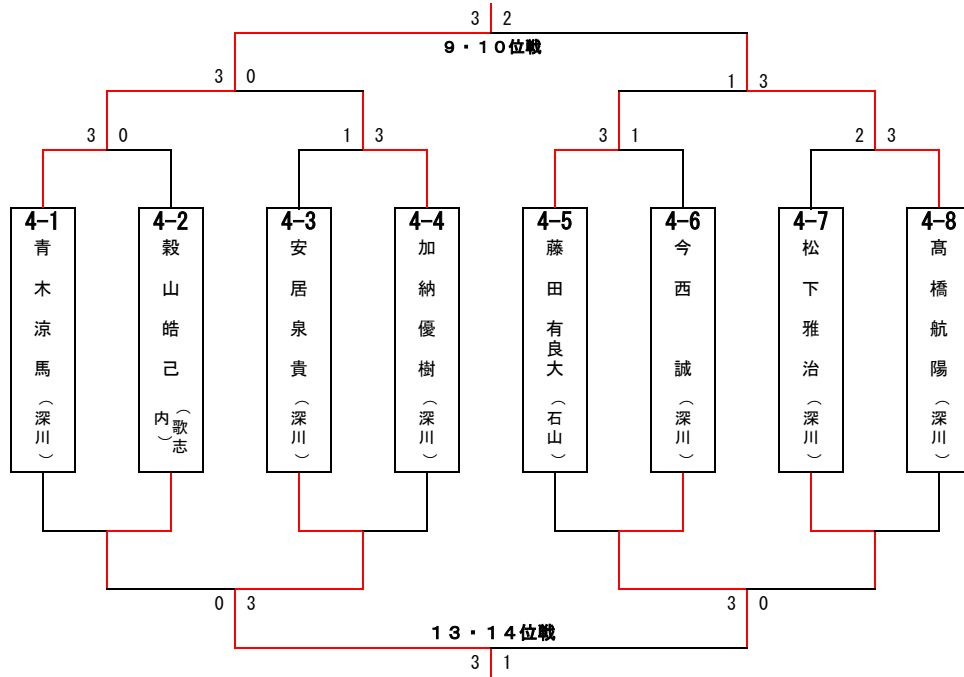 3 2
9・10位戦
3 0
1 3
3 0
1 3
3 1
2 3
4-1
青木涼馬(深川)
4-2
穀山皓己(歌志内)
4-3
安居泉貴(深川)
4-4
加納優樹(深川)
4-5
藤田有良大(石山)
4-6
今西 誠(深川)
4-7
松下雅治(深川)
4-8
髙橋航陽(深川)
0 3
3 0
13・14位戦
3 1